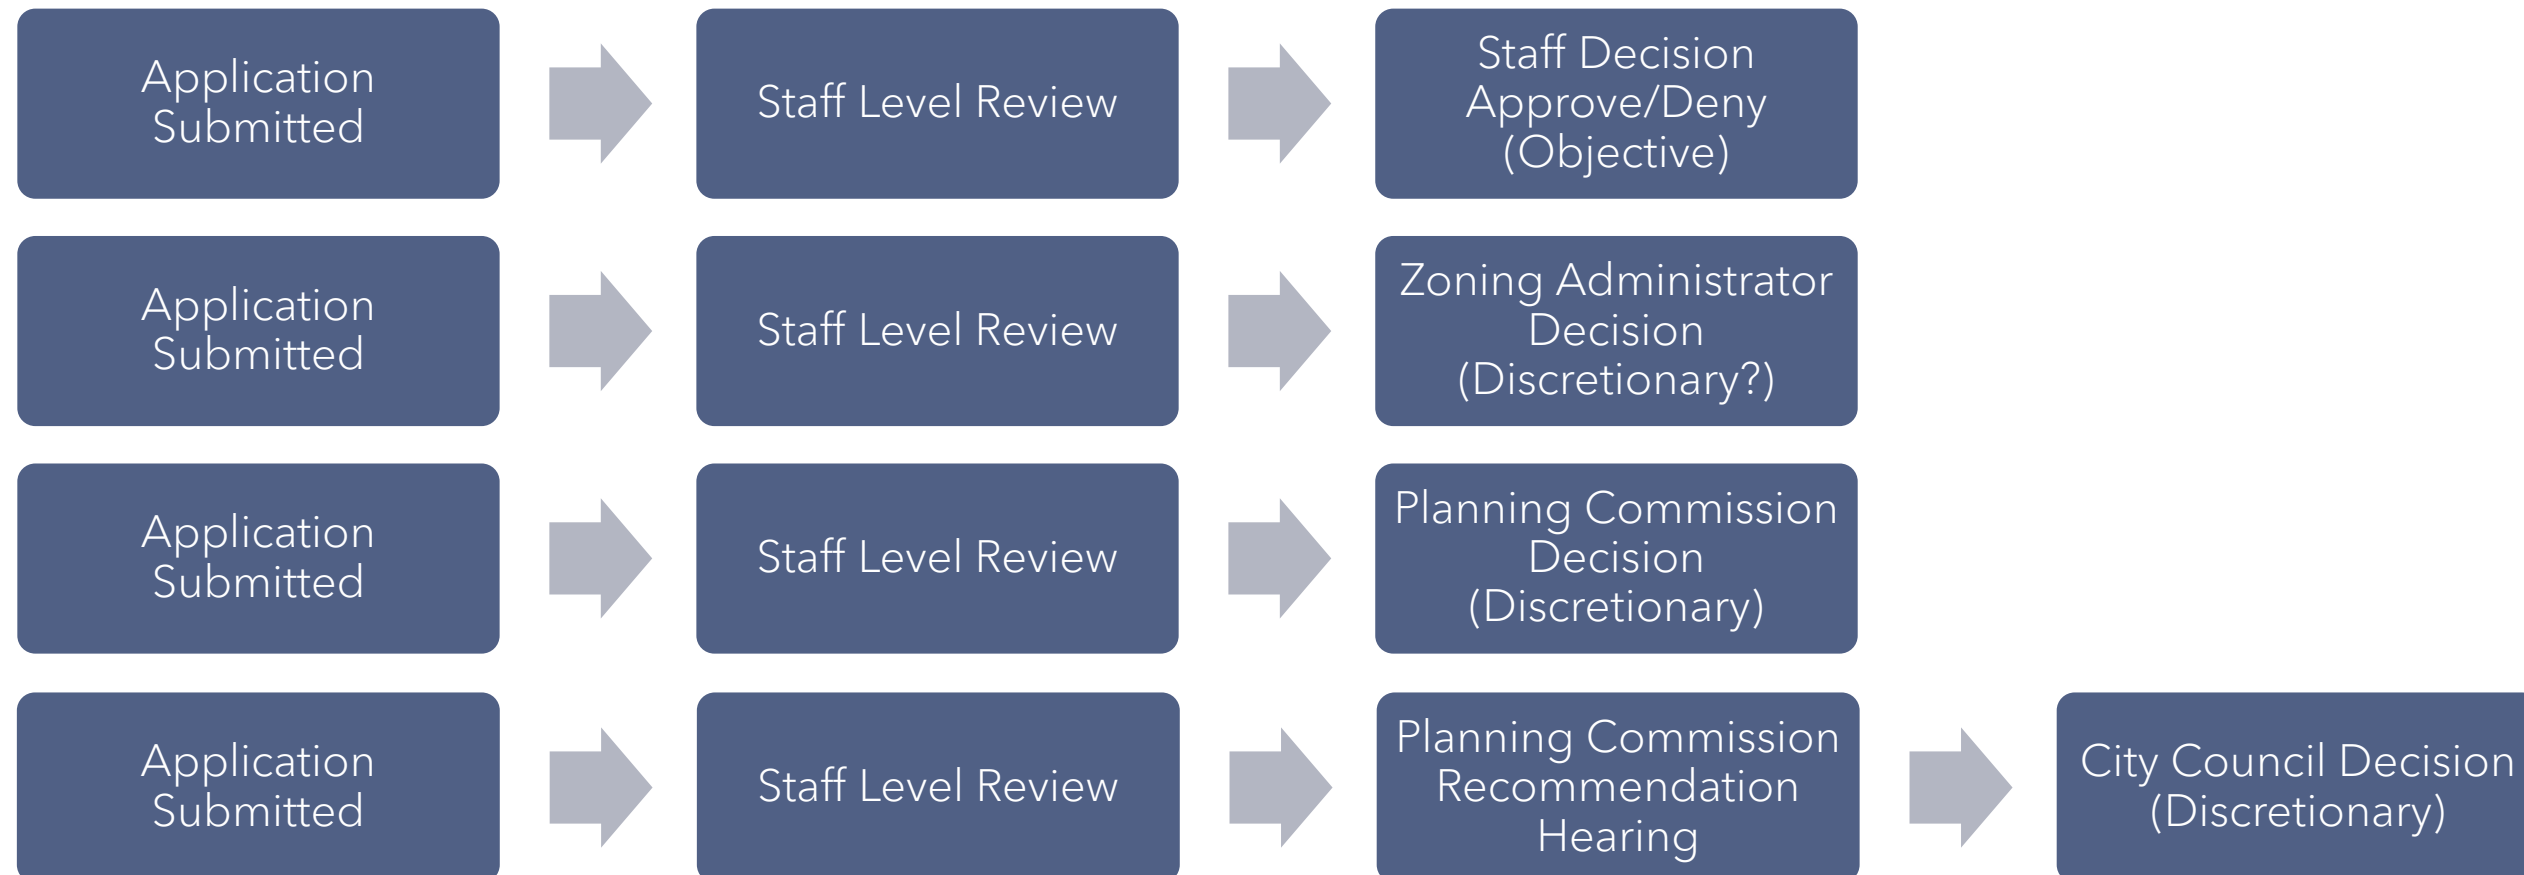 Application
Submitted
Staff Level Review
Staff Decision
Approve/Deny
(Objective)
Application
Submitted
Staff Level Review
Zoning Administrator
Decision
(Discretionary?)
Application
Submitted
Staff Level Review
Planning Commission
Decision
(Discretionary)
Application
Submitted
Staff Level Review
Planning Commission
Recommendation
Hearing
City Council Decision
(Discretionary)